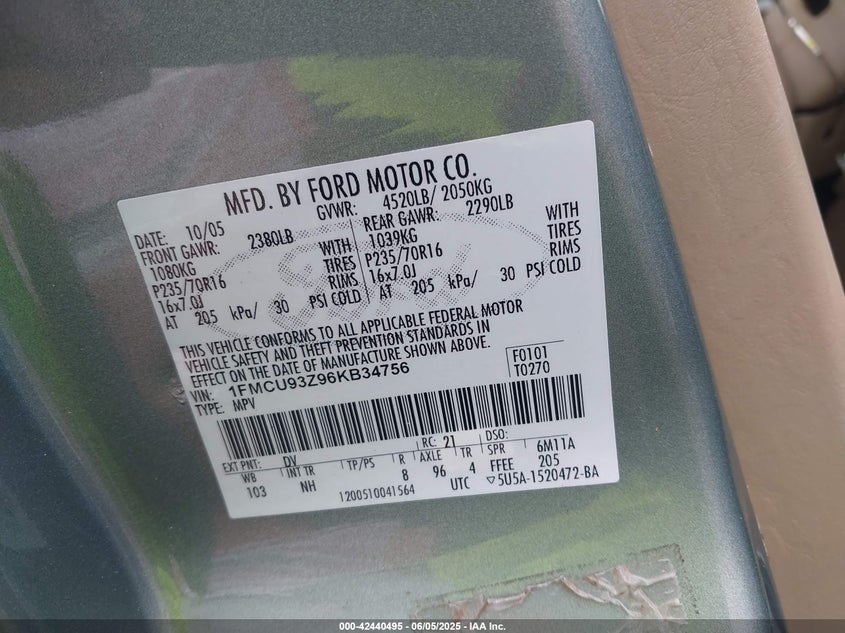 MFD. BY FORD MOTOR CO.
DATE: 10/05 GVWR: 4520LB/ 2050KG
FRONT GAWR: 2380LB REAR GAWR: 2290LB
1080KG WITH 1039KG WITH
P235/70R16 TIRES P235/70R16 TIRES
16x7.0J RIMS 16x7.0J RIMS
AT 205 kPa/ 30 PSI COLD AT 205 kPa/ 30 PSI COLD
THIS VEHICLE CONFORMS TO ALL APPLICABLE FEDERAL MOTOR
VEHICLE SAFETY AND THEFT PREVENTION STANDARDS IN
EFFECT ON THE DATE OF MANUFACTURE SHOWN ABOVE.
VIN: 1FMCU93Z96KB34756 F0101
TYPE: MPV T0270
EXT PNT: DV RC: 21 DSO:
WB INT TR TP/PS R AXLE TR SPR 6M11A
103 NH 8 96 4 FFEE 205
1200510041564 UTC ▽5U5A-1520472-BA
000-42440495 - 06/05/2025 - IAA Inc.